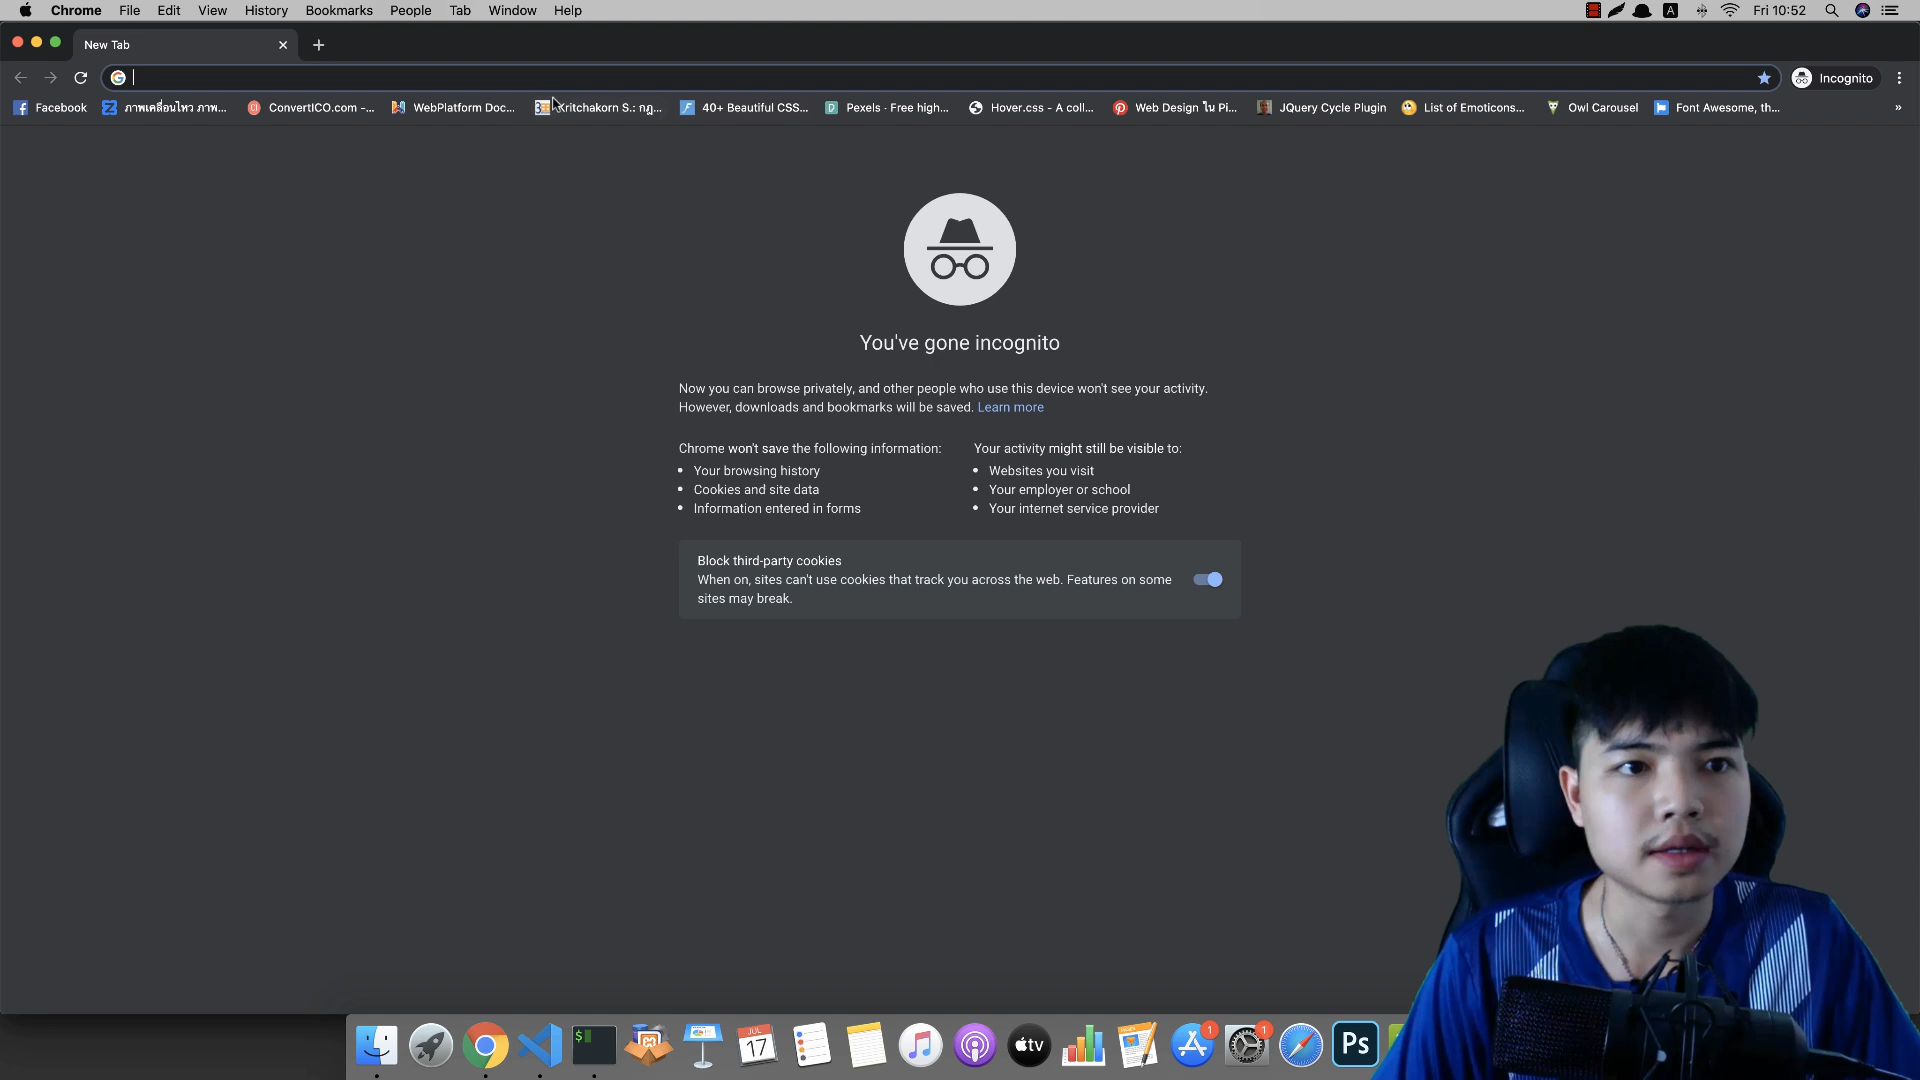 Chrome File Edit View History Bookmarks People Tab Window Help A Fri 10:52
New Tab
Incognito
Facebook ภาพเคลื่อนไหว ภาพ... ConvertICO.com -... WebPlatform Doc... Kritchakorn S.: กฎ... 40+ Beautiful CSS... Pexels · Free high... Hover.css - A coll... Web Design ใน Pi... JQuery Cycle Plugin List of Emoticons... Owl Carousel Font Awesome, th... »
You've gone incognito
Now you can browse privately, and other people who use this device won't see your activity.
However, downloads and bookmarks will be saved. Learn more
Chrome won't save the following information:
Your browsing history
Cookies and site data
Information entered in forms
Your activity might still be visible to:
Websites you visit
Your employer or school
Your internet service provider
Block third-party cookies
When on, sites can't use cookies that track you across the web. Features on some
sites may break.
$ JUL 17 tv 1 1 Ps